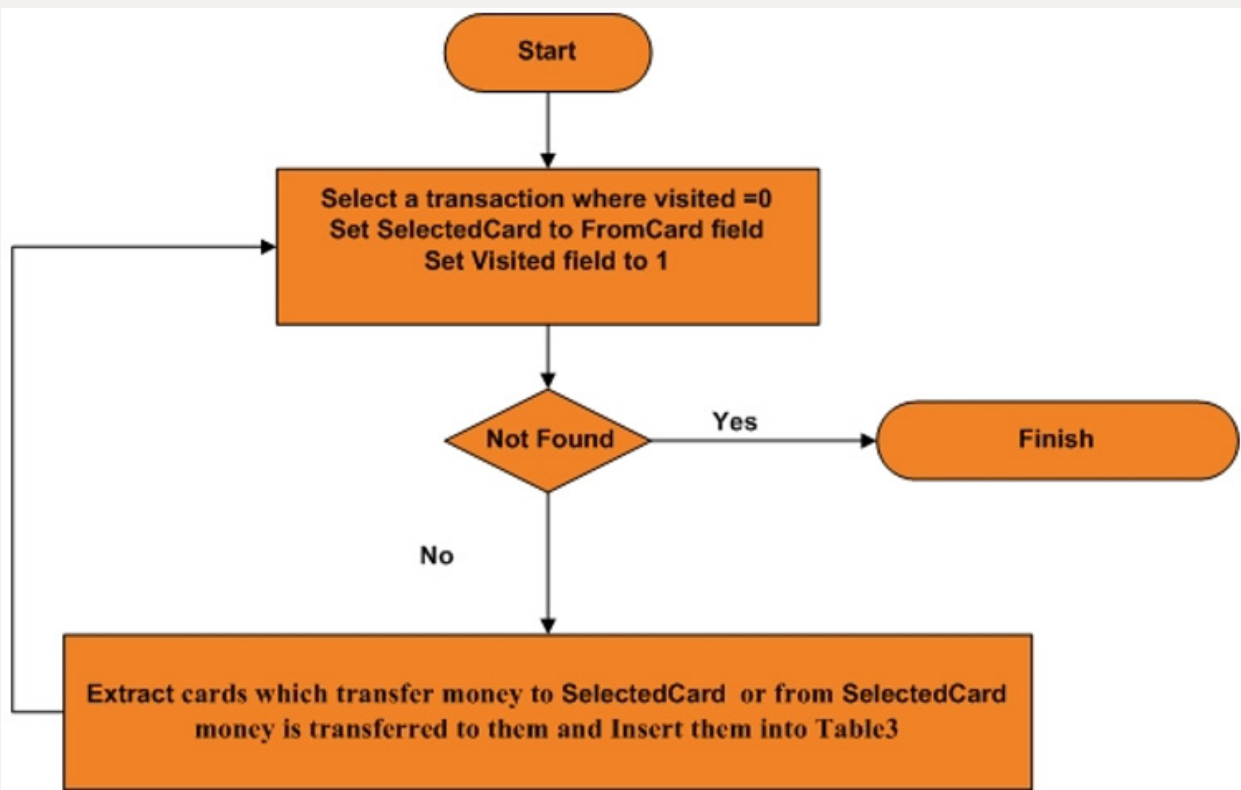 Start
Select a transaction where visited =0
Set SelectedCard to FromCard field
Set Visited field to 1
Not Found
Yes
Finish
No
Extract cards which transfer money to SelectedCard or from SelectedCard
money is transferred to them and Insert them into Table3